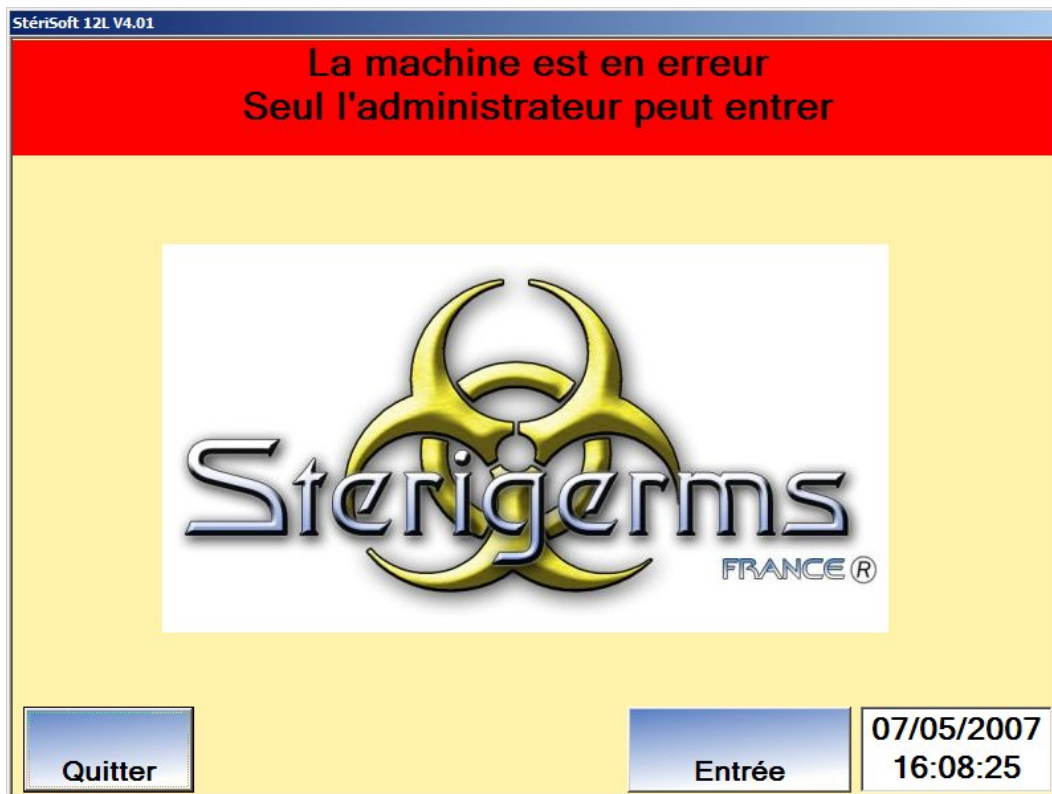 StériSoft 12L V4.01
La machine est en erreur
Seul l'administrateur peut entrer
Sterigerms
FRANCE ®
Quitter
Entrée
07/05/2007
16:08:25